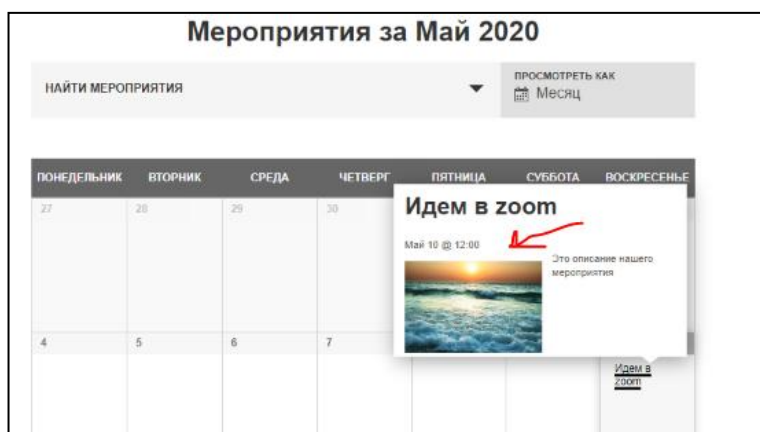 Мероприятия за Май 2020
НАЙТИ МЕРОПРИЯТИЯ
ПРОСМОТРЕТЬ КАК
Месяц
ПОНЕДЕЛЬНИК ВТОРНИК СРЕДА ЧЕТВЕРГ ПЯТНИЦА СУББОТА ВОСКРЕСЕНЬЕ
27 28 29 30
Идем в zoom
Май 10 @ 12:00
Это описание нашего
мероприятия
4 5 6 7
Идем в
zoom